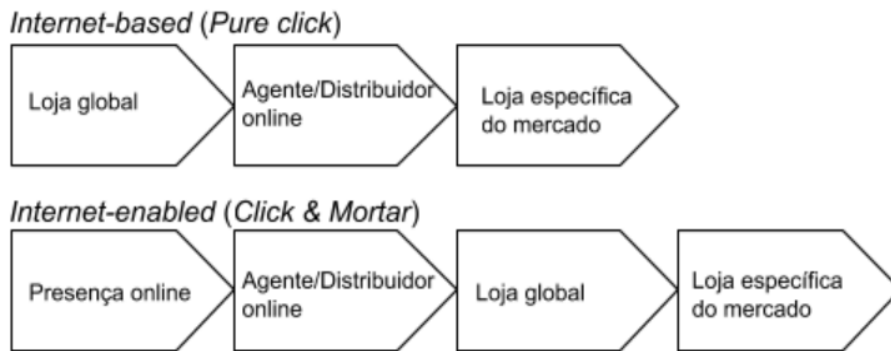 Internet-based (Pure click)
Loja global
Agente/Distribuidor
online
Loja específica
do mercado
Internet-enabled (Click & Mortar)
Presença online
Agente/Distribuidor
online
Loja global
Loja específica
do mercado